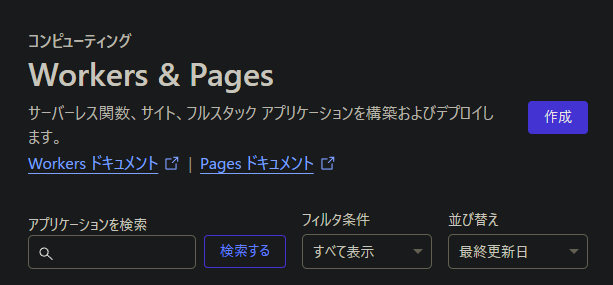 コンピューティング
Workers & Pages
サーバーレス関数、サイト、フルスタック アプリケーションを構築およびデプロイし
ます。
作成
Workers ドキュメント | Pages ドキュメント
アプリケーションを検索
フィルタ条件
並び替え
検索する
すべて表示
最終更新日